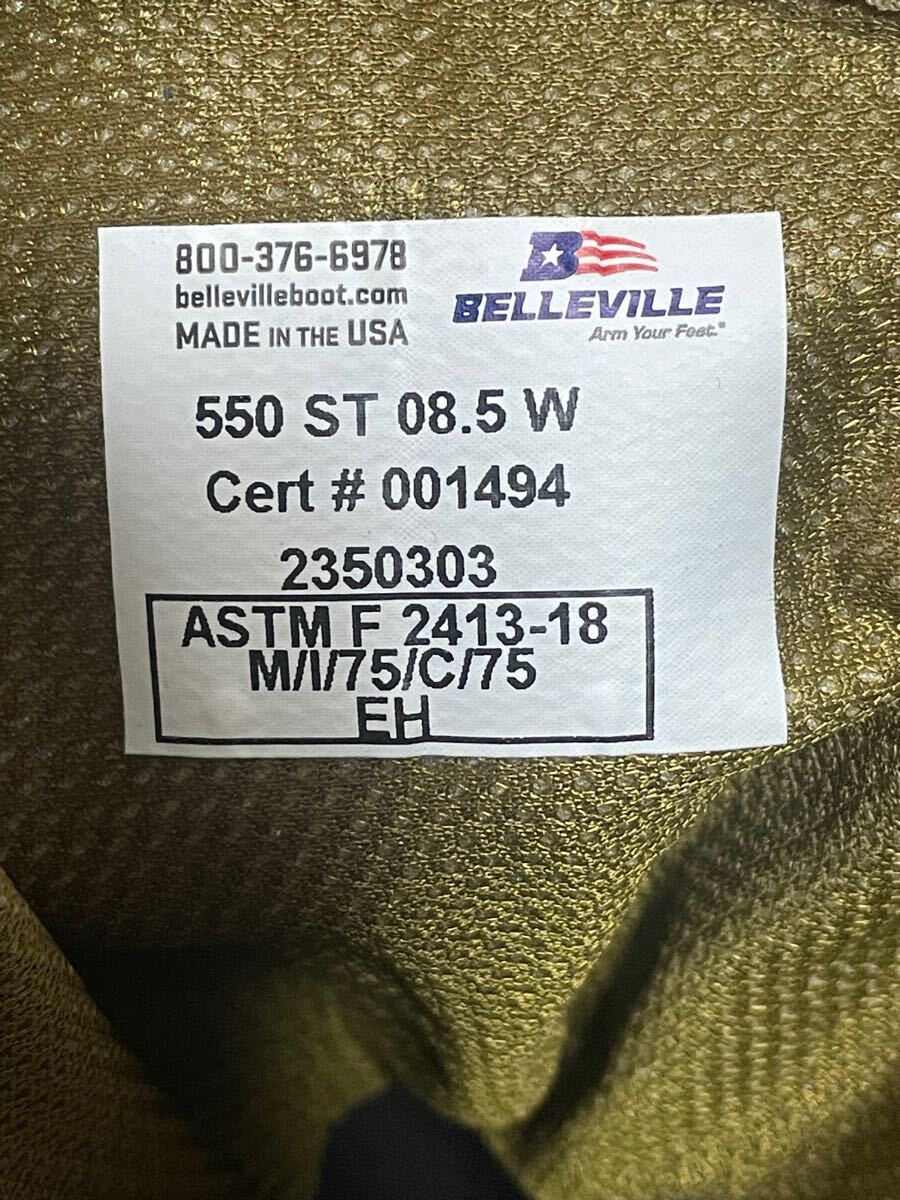 800-376-6978
bellevilleboot.com
MADE IN THE USA
B
BELLEVILLE
Arm Your Feet.®
550 ST 08.5 W
Cert # 001494
2350303
ASTM F 2413-18
M/I/75/C/75
EH